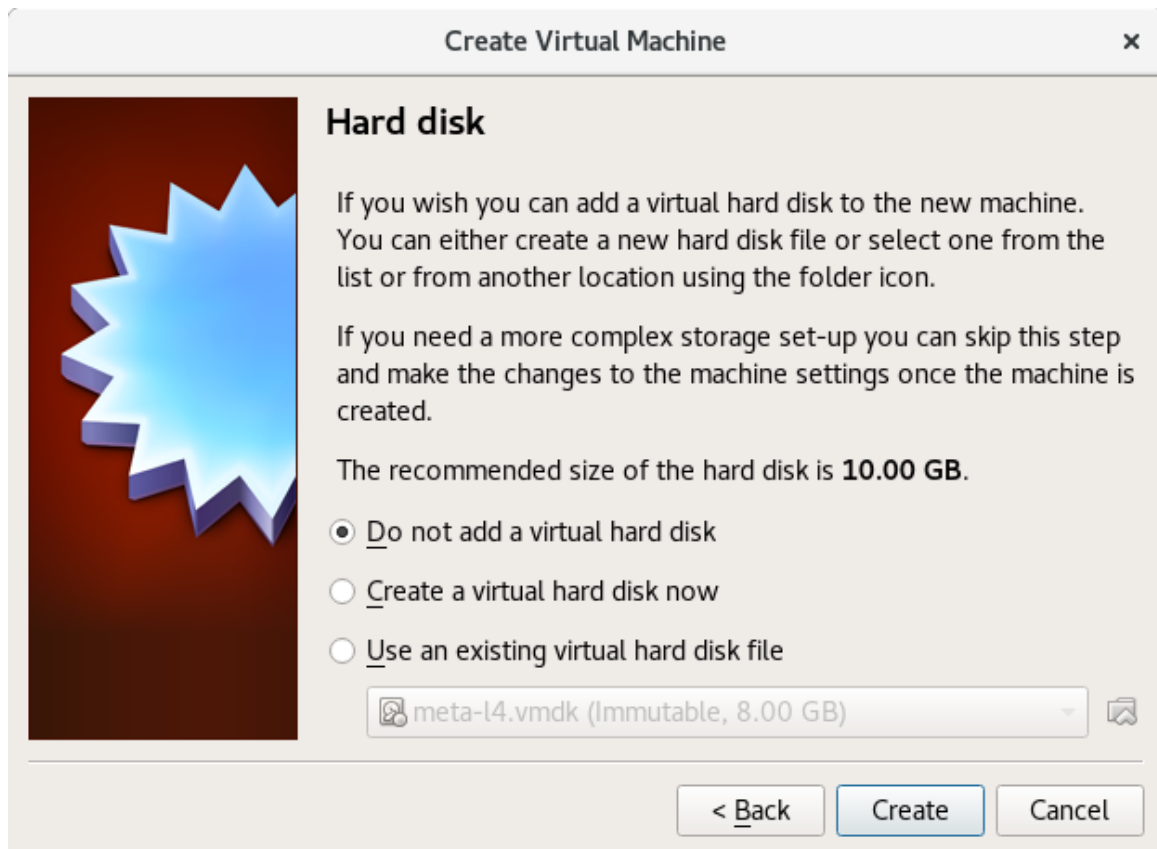 Create Virtual Machine
Hard disk
If you wish you can add a virtual hard disk to the new machine.
You can either create a new hard disk file or select one from the
list or from another location using the folder icon.
If you need a more complex storage set-up you can skip this step
and make the changes to the machine settings once the machine is
created.
The recommended size of the hard disk is 10.00 GB.
Do not add a virtual hard disk
Create a virtual hard disk now
Use an existing virtual hard disk file
meta-l4.vmdk (Immutable, 8.00 GB)
< Back Create Cancel